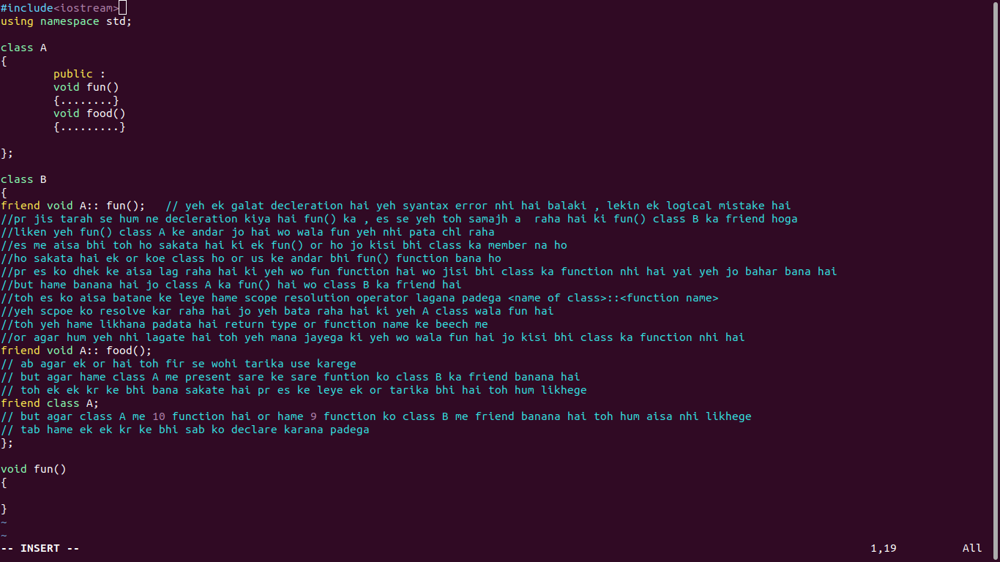 #include<iostream>
using namespace std;
class A
{
public :
void fun()
{........}
void food()
{.........}
};
class B
{
friend void A:: fun();   // yeh ek galat decleration hai yeh syantax error nhi hai balaki , lekin ek logical mistake hai
//pr jis tarah se hum ne decleration kiya hai fun() ka , es se yeh toh samajh a  raha hai ki fun() class B ka friend hoga
//liken yeh fun() class A ke andar jo hai wo wala fun yeh nhi pata chl raha
//es me aisa bhi toh ho sakata hai ki ek fun() or ho jo kisi bhi class ka member na ho
//ho sakata hai ek or koe class ho or us ke andar bhi fun() function bana ho
//pr es ko dhek ke aisa lag raha hai ki yeh wo fun function hai wo jisi bhi class ka function nhi hai yai yeh jo bahar bana hai
//but hame banana hai jo class A ka fun() hai wo class B ka friend hai
//toh es ko aisa batane ke leye hame scope resolution operator lagana padega <name of class>::<function name>
//yeh scpoe ko resolve kar raha hai jo yeh bata raha hai ki yeh A class wala fun hai
//toh yeh hame likhana padata hai return type or function name ke beech me
//or agar hum yeh nhi lagate hai toh yeh mana jayega ki yeh wo wala fun hai jo kisi bhi class ka function nhi hai
friend void A:: food();
// ab agar ek or hai toh fir se wohi tarika use karege
// but agar hame class A me present sare ke sare funtion ko class B ka friend banana hai
// toh ek ek kr ke bhi bana sakate hai pr es ke leye ek or tarika bhi hai toh hum likhege
friend class A;
// but agar class A me 10 function hai or hame 9 function ko class B me friend banana hai toh hum aisa nhi likhege
// tab hame ek ek kr ke bhi sab ko declare karana padega
};
void fun()
{
}
~
~
-- INSERT -- 1,19 All